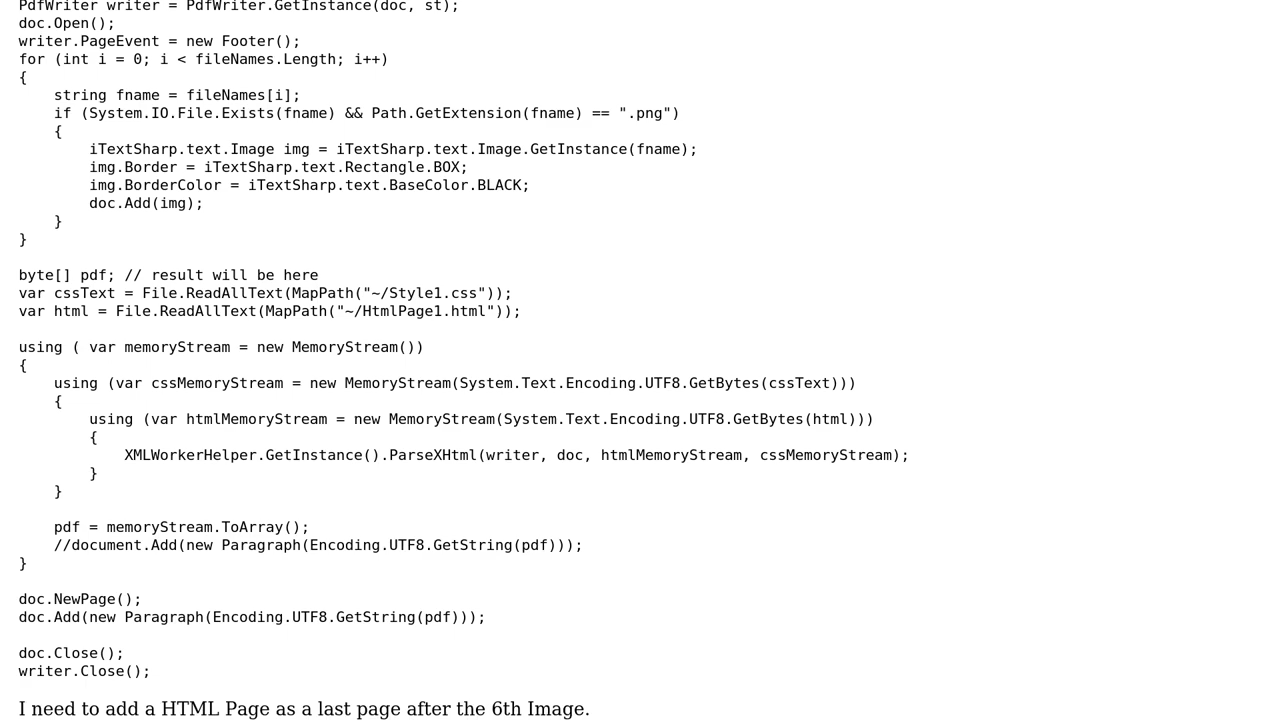 PdfWriter writer = PdfWriter.GetInstance(doc, st);
doc.Open();
writer.PageEvent = new Footer();
for (int i = 0; i < fileNames.Length; i++)
{
    string fname = fileNames[i];
    if (System.IO.File.Exists(fname) && Path.GetExtension(fname) == ".png")
    {
        iTextSharp.text.Image img = iTextSharp.text.Image.GetInstance(fname);
        img.Border = iTextSharp.text.Rectangle.BOX;
        img.BorderColor = iTextSharp.text.BaseColor.BLACK;
        doc.Add(img);
    }
}

byte[] pdf; // result will be here
var cssText = File.ReadAllText(MapPath("~/Style1.css"));
var html = File.ReadAllText(MapPath("~/HtmlPage1.html"));

using ( var memoryStream = new MemoryStream())
{
    using (var cssMemoryStream = new MemoryStream(System.Text.Encoding.UTF8.GetBytes(cssText)))
    {
        using (var htmlMemoryStream = new MemoryStream(System.Text.Encoding.UTF8.GetBytes(html)))
        {
            XMLWorkerHelper.GetInstance().ParseXHtml(writer, doc, htmlMemoryStream, cssMemoryStream);
        }
    }

    pdf = memoryStream.ToArray();
    //document.Add(new Paragraph(Encoding.UTF8.GetString(pdf)));
}

doc.NewPage();
doc.Add(new Paragraph(Encoding.UTF8.GetString(pdf)));

doc.Close();
writer.Close();

I need to add a HTML Page as a last page after the 6th Image.